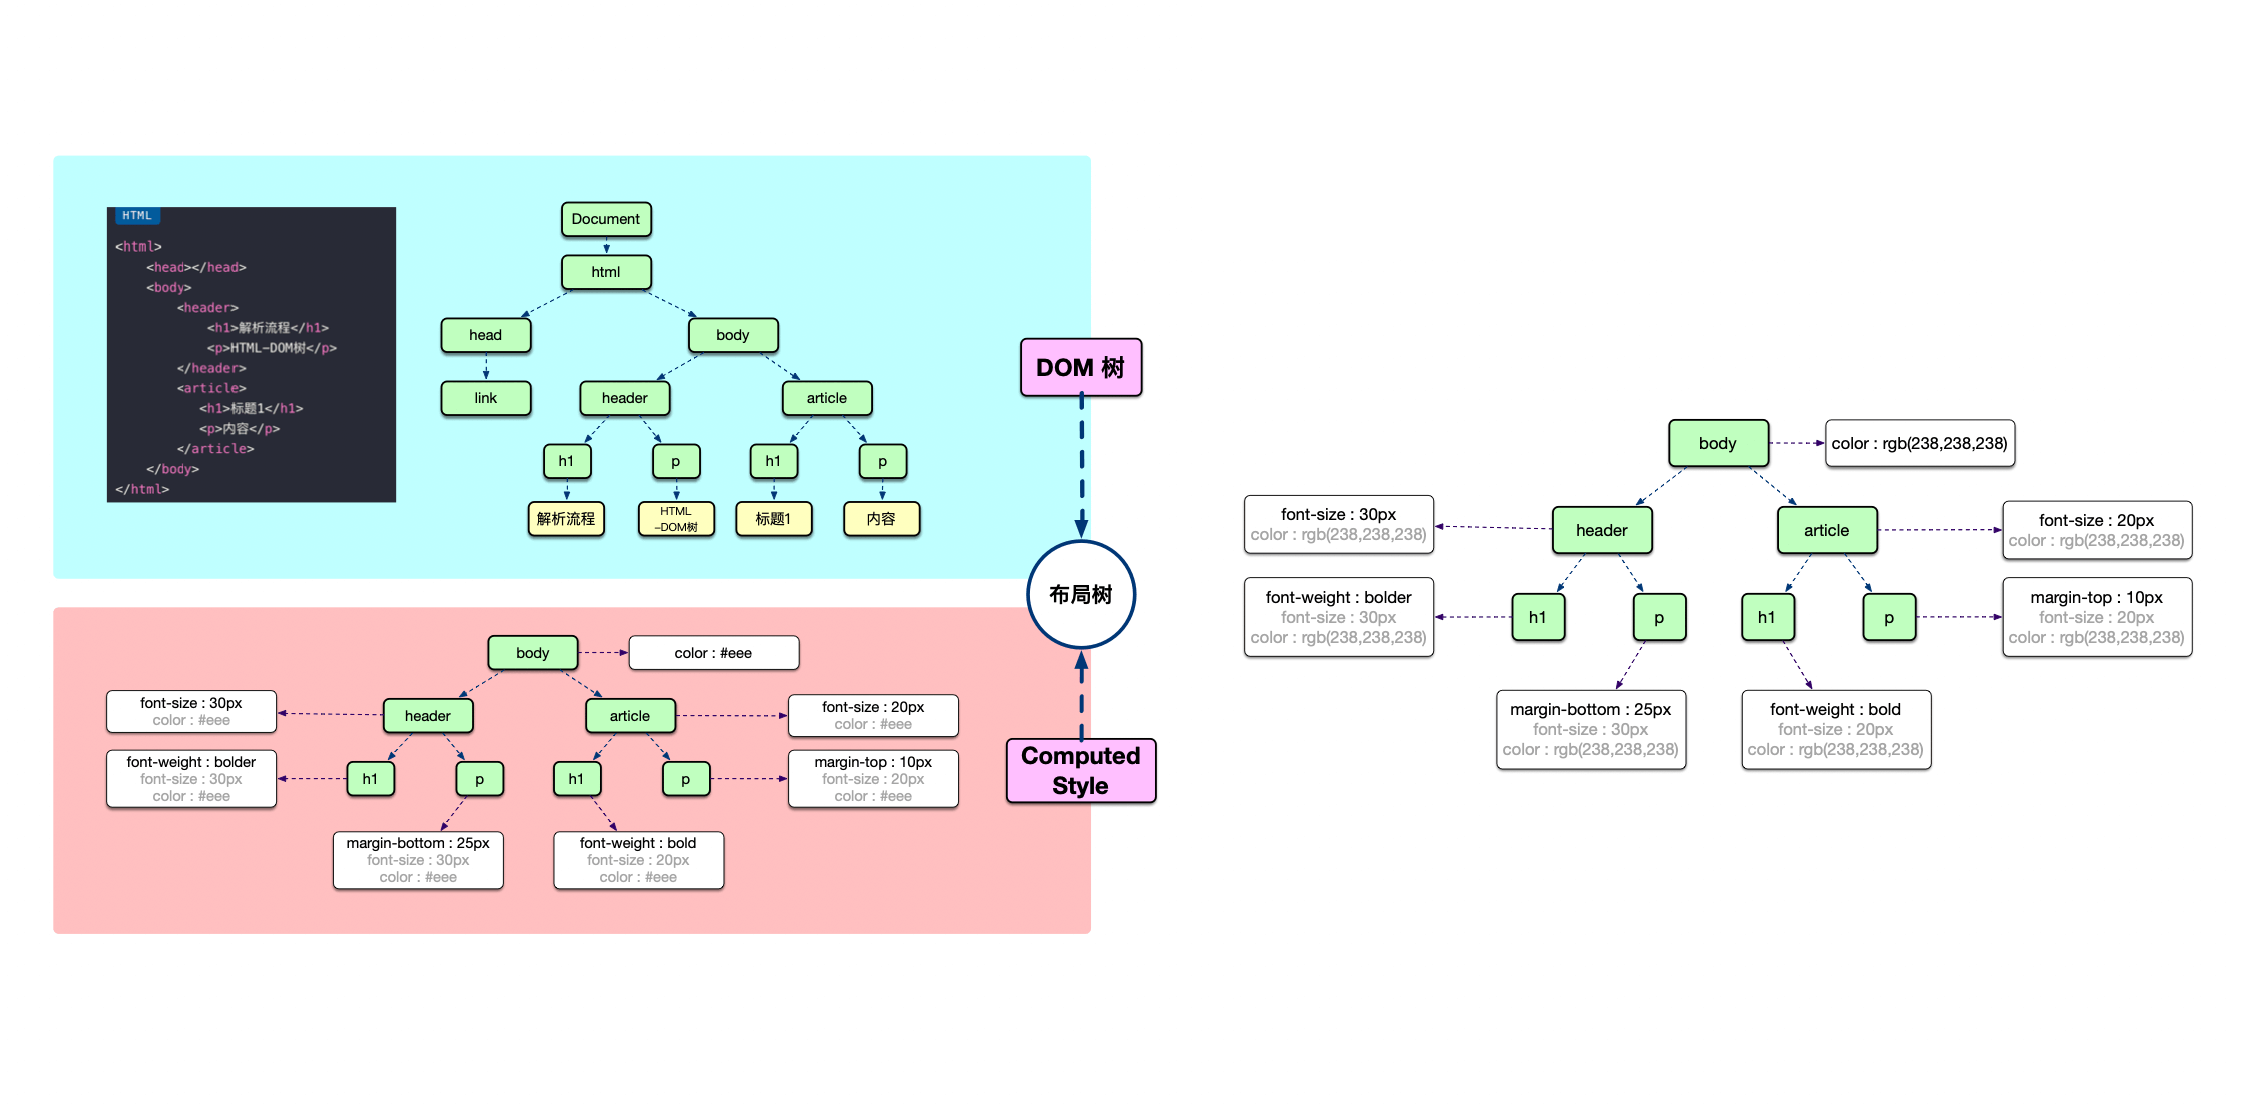 HTML
<html>
<head></head>
<body>
<header>
<h1>解析流程</h1>
<p>HTML-DOM树</p>
</header>
<article>
<h1>标题1</h1>
<p>内容</p>
</article>
</body>
</html>
Document
html
head
body
link
header
article
h1
p
h1
p
解析流程
HTML
-DOM树
标题1
内容
DOM 树
布局树
Computed
Style
body
color : #eee
font-size : 30px
color : #eee
header
article
font-size : 20px
color : #eee
font-weight : bolder
font-size : 30px
color : #eee
h1
p
h1
p
margin-top : 10px
font-size : 20px
color : #eee
margin-bottom : 25px
font-size : 30px
color : #eee
font-weight : bold
font-size : 20px
color : #eee
body
color : rgb(238,238,238)
font-size : 30px
color : rgb(238,238,238)
header
article
font-size : 20px
color : rgb(238,238,238)
font-weight : bolder
font-size : 30px
color : rgb(238,238,238)
h1
p
h1
p
margin-top : 10px
font-size : 20px
color : rgb(238,238,238)
margin-bottom : 25px
font-size : 30px
color : rgb(238,238,238)
font-weight : bold
font-size : 20px
color : rgb(238,238,238)